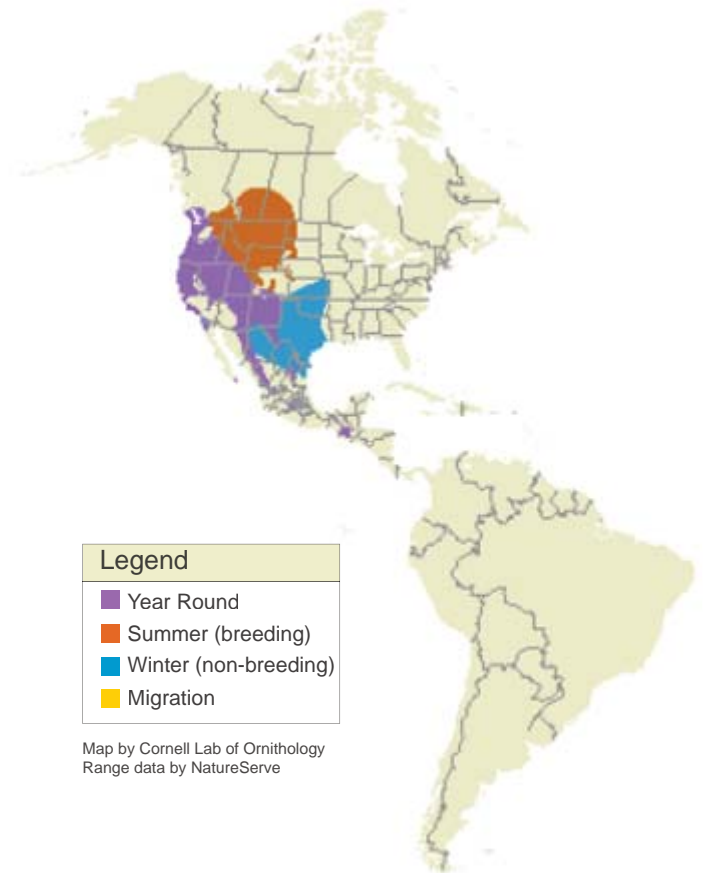 Legend
Year Round
Summer (breeding)
Winter (non-breeding)
Migration
Map by Cornell Lab of Ornithology
Range data by NatureServe